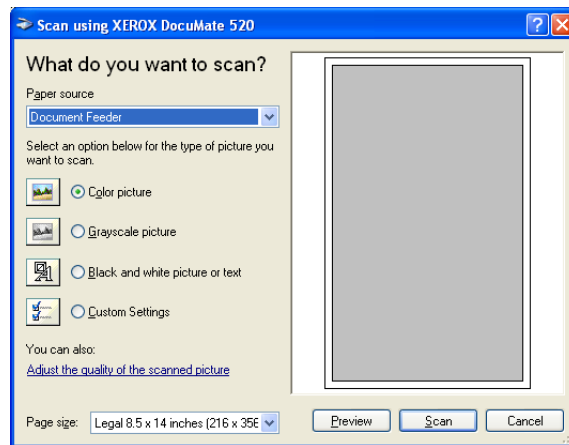 Scan using XEROX DocuMate 520
What do you want to scan?
Paper source
Document Feeder
Select an option below for the type of picture you
want to scan.
Color picture
Grayscale picture
Black and white picture or text
Custom Settings
You can also:
Adjust the quality of the scanned picture
Page size: Legal 8.5 x 14 inches (216 x 356
Preview Scan Cancel